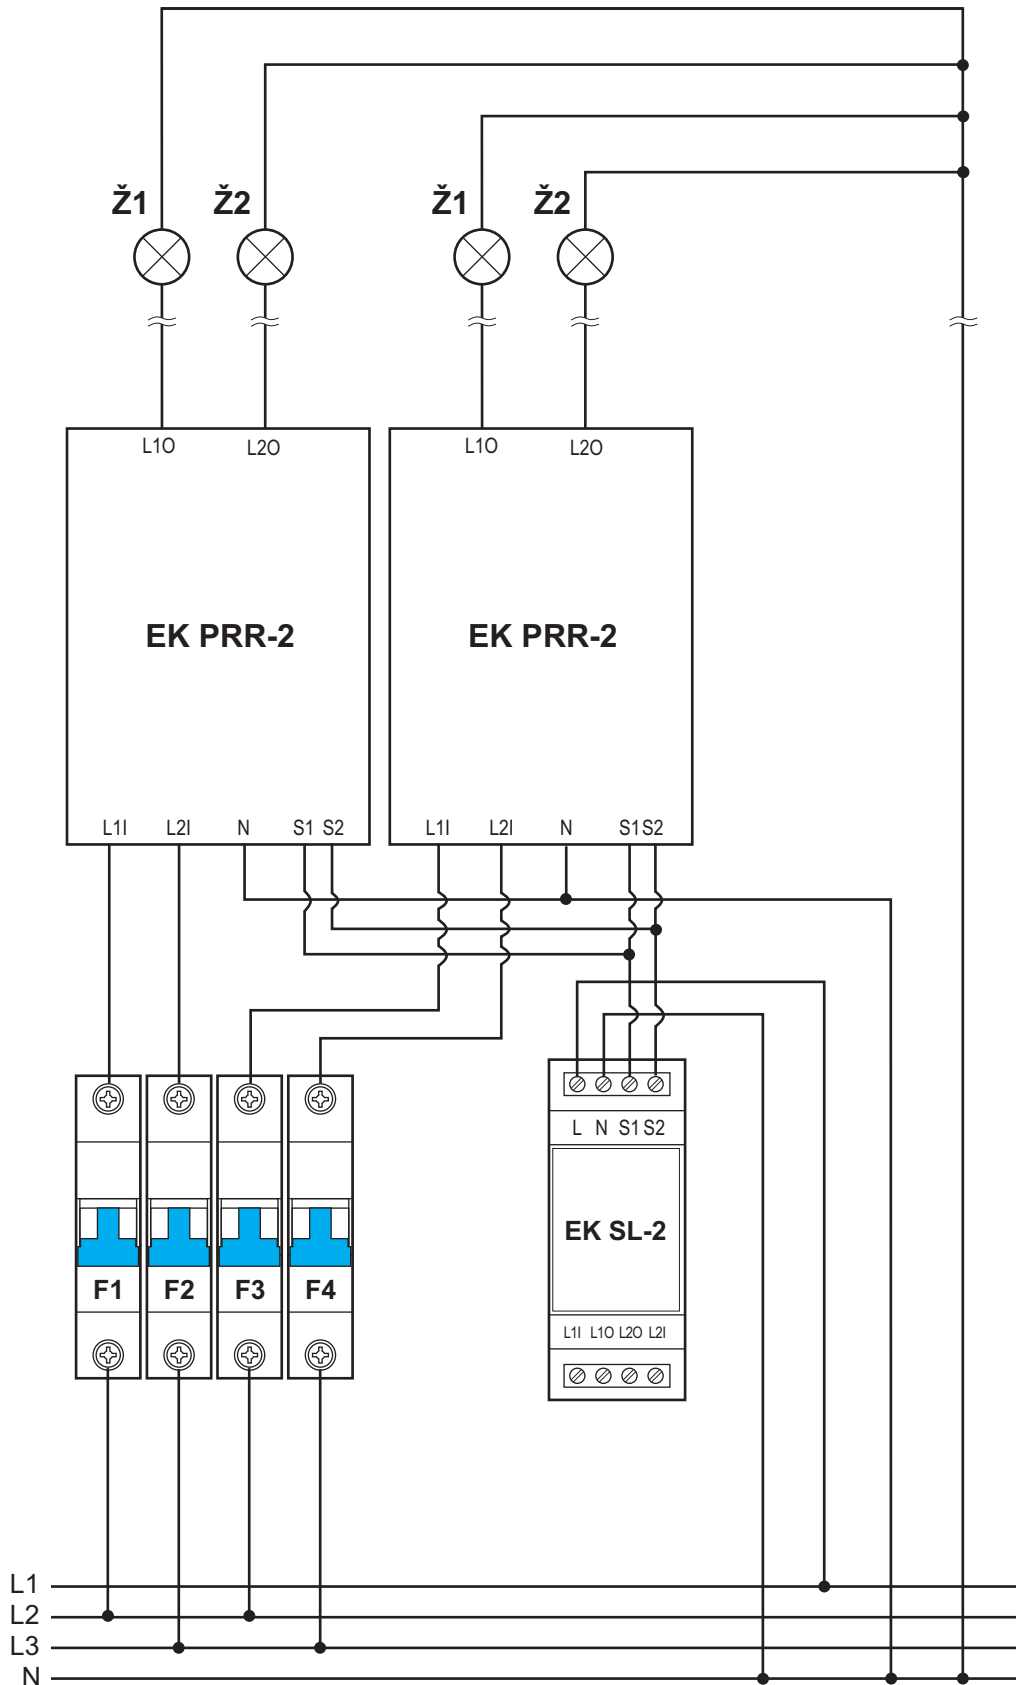 Ž1 Ž2 Ž1 Ž2
L1O L2O L1O L2O
EK PRR-2 EK PRR-2
L1I L2I N S1 S2 L1I L2I N S1 S2
L N S1 S2
EK SL-2
F1 F2 F3 F4
L1I L1O L2O L2I
L1
L2
L3
N